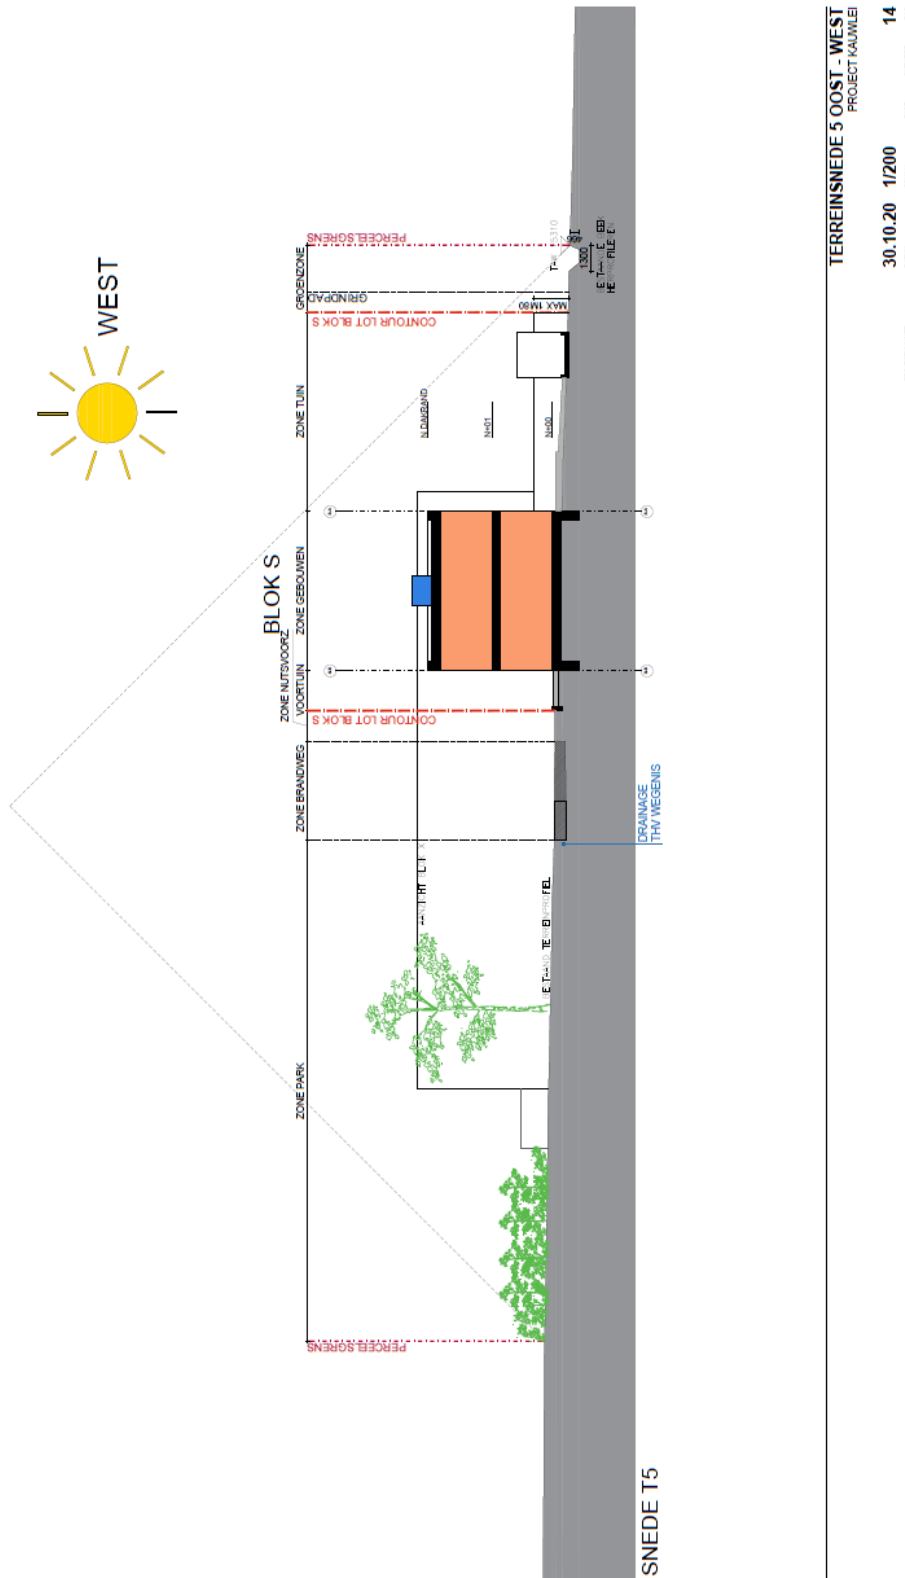 WEST
BLOK S
PERCEELSGRENS
ZONE PARK
ZONE BRANDWEG
ZONE NUTSVOORZ
VOORTUIN
ZONE GEBOUWEN
ZONE TUIN
GROENZONE
PERCEELSGRENS
CONTOUR LOT BLOK S
CONTOUR LOT BLOK S
GRINDPAD
N DAKRAND
N+01
N+00
MAX 1M80
1300
DRAINAGE
THV WEGENIS
SNEDE T5
TERREINSNEDE 5 OOST - WEST
PROJECT KAUWLEI
30.10.20 1/200 14